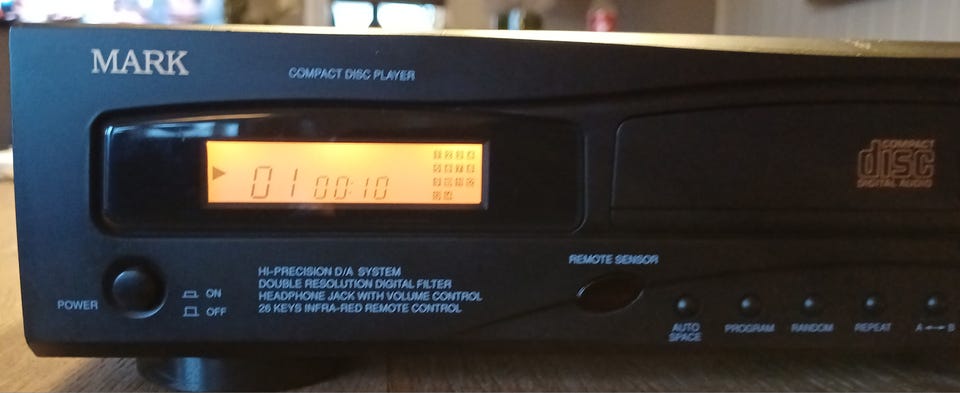 MARK
COMPACT DISC PLAYER
01 00:10
COMPACT
disc
DIGITAL AUDIO
HI-PRECISION D/A SYSTEM
DOUBLE RESOLUTION DIGITAL FILTER
HEADPHONE JACK WITH VOLUME CONTROL
26 KEYS INFRA-RED REMOTE CONTROL
REMOTE SENSOR
POWER
ON
OFF
AUTO SPACE
PROGRAM
RANDOM
REPEAT
A ↔ B